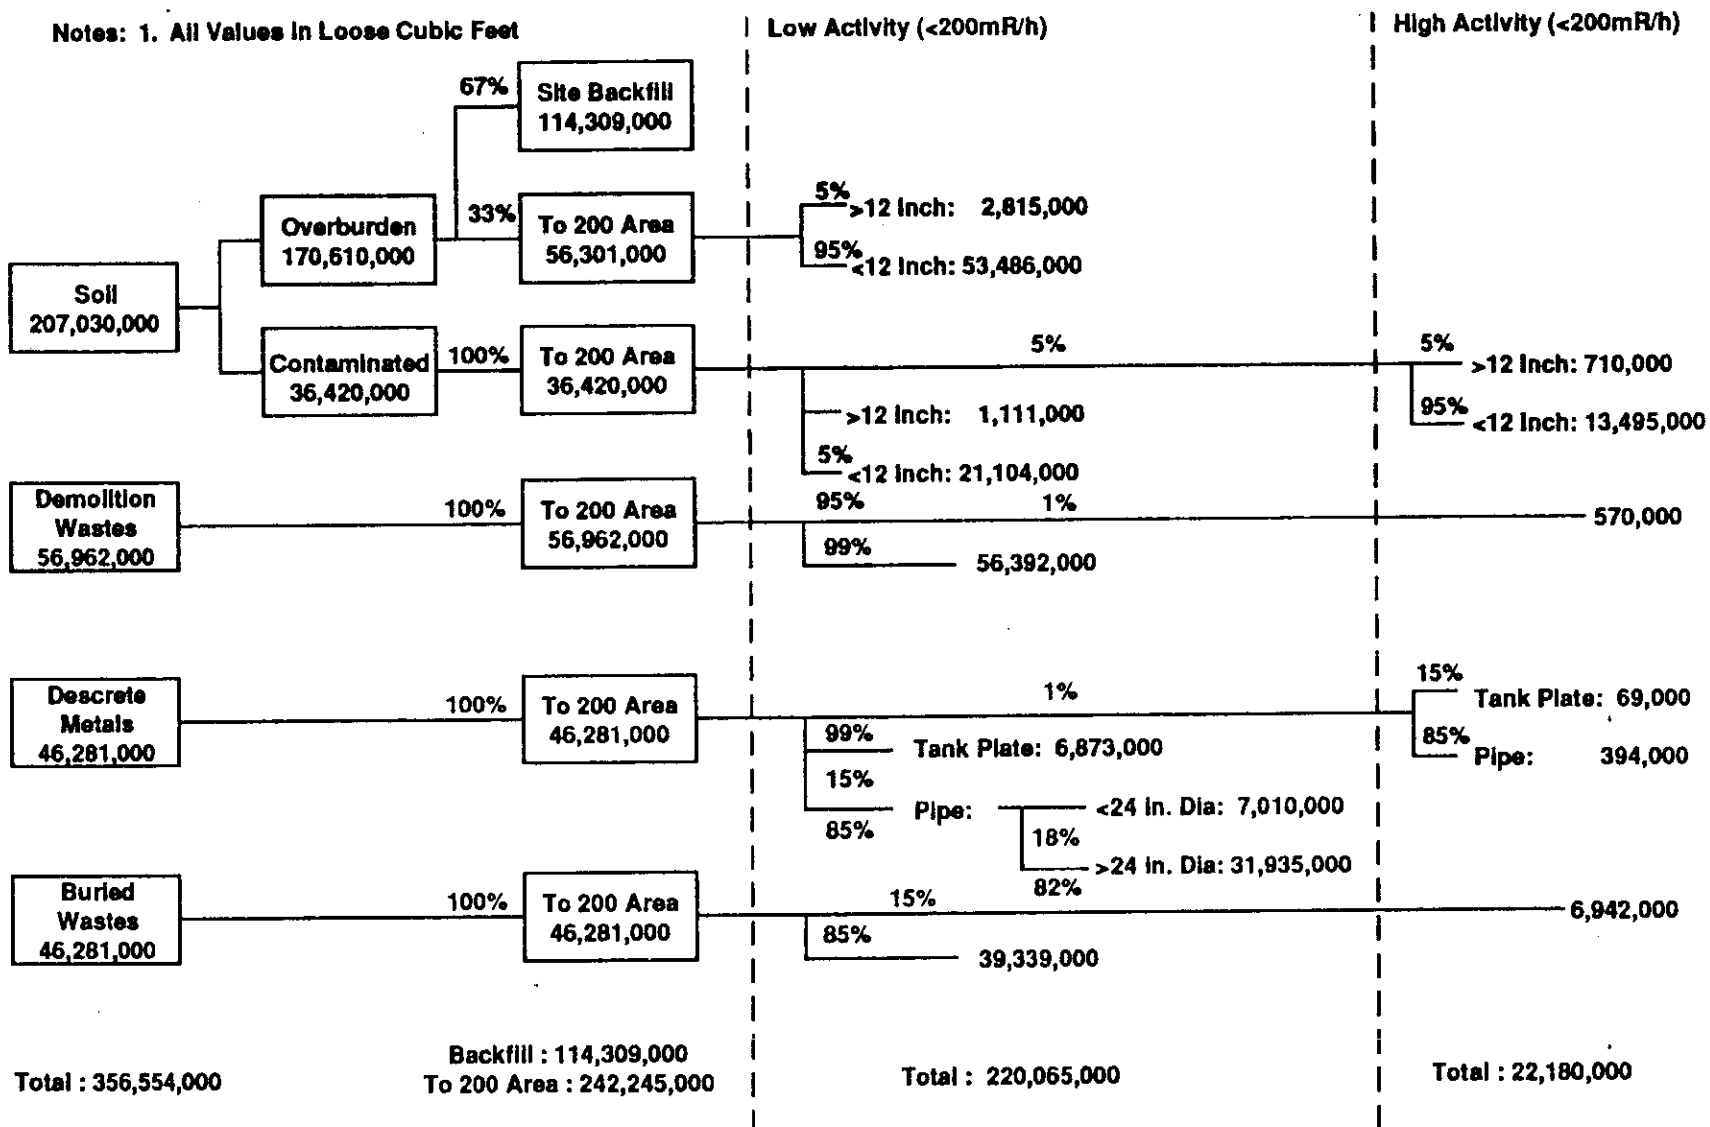 Notes: 1. All Values In Loose Cubic Feet
Low Activity (<200mR/h)
High Activity (<200mR/h)
67%
Site Backfill
114,309,000
Overburden
170,610,000
33%
To 200 Area
56,301,000
5%
>12 Inch: 2,815,000
95%
<12 Inch: 53,486,000
Soil
207,030,000
Contaminated
36,420,000
100%
To 200 Area
36,420,000
5%
5%
>12 Inch: 710,000
95%
<12 Inch: 13,495,000
>12 Inch: 1,111,000
5%
<12 Inch: 21,104,000
95%
Demolition
Wastes
56,962,000
100%
To 200 Area
56,962,000
1%
570,000
99%
56,392,000
Descrete
Metals
46,281,000
100%
To 200 Area
46,281,000
1%
15%
Tank Plate: 69,000
85%
Pipe: 394,000
99%
Tank Plate: 6,873,000
15%
Pipe:
85%
<24 in. Dia: 7,010,000
18%
>24 in. Dia: 31,935,000
82%
Buried
Wastes
46,281,000
100%
To 200 Area
46,281,000
15%
6,942,000
85%
39,339,000
Total : 356,554,000
Backfill : 114,309,000
To 200 Area : 242,245,000
Total : 220,065,000
Total : 22,180,000